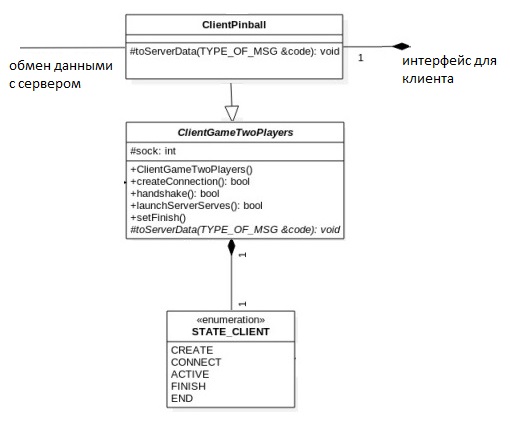 ClientPinball
#toServerData(TYPE_OF_MSG &code): void
обмен данными
с сервером
1
интерфейс для
клиента
ClientGameTwoPlayers
#sock: int
+ClientGameTwoPlayers()
+createConnection(): bool
+handshake(): bool
+launchServerServes(): bool
+setFinish()
#toServerData(TYPE_OF_MSG &code): void
1
1
«enumeration»
STATE_CLIENT
CREATE
CONNECT
ACTIVE
FINISH
END